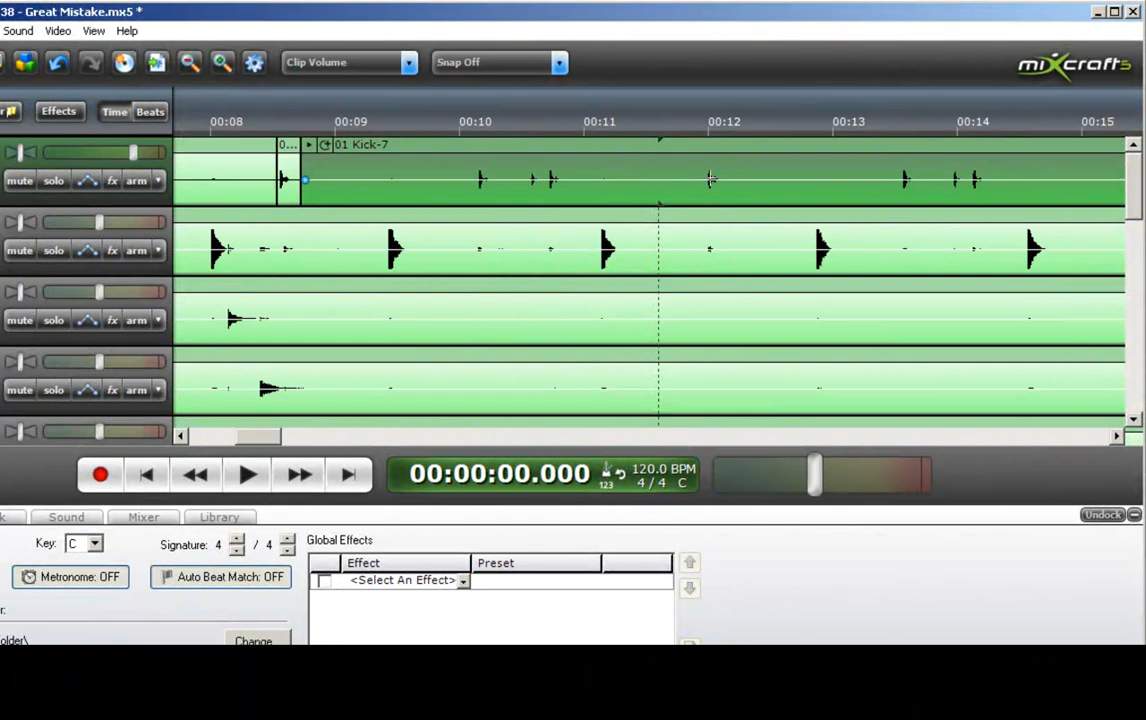 38 - Great Mistake.mx5 *
Sound Video View Help
Clip Volume Snap Off mixcraft5
Effects Time Beats
00:08 00:09 00:10 00:11 00:12 00:13 00:14 00:15
0... 01 Kick-7
mute solo fx arm
mute solo fx arm
mute solo fx arm
mute solo fx arm
00:00:00.000 123 120.0 BPM
4 / 4 C
Sound Mixer Library Undock
Key: C Signature: 4 / 4 Global Effects
Effect Preset
Metronome: OFF Auto Beat Match: OFF <Select An Effect>
older\ Change